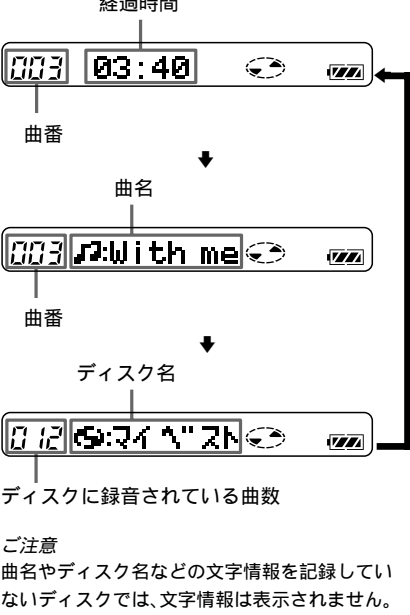 経過時間
003 03:40
曲番
曲名
003 ♪:With me
曲番
ディスク名
012 :マイベスト
ディスクに録音されている曲数
ご注意
曲名やディスク名などの文字情報を記録してい
ないディスクでは、文字情報は表示されません。